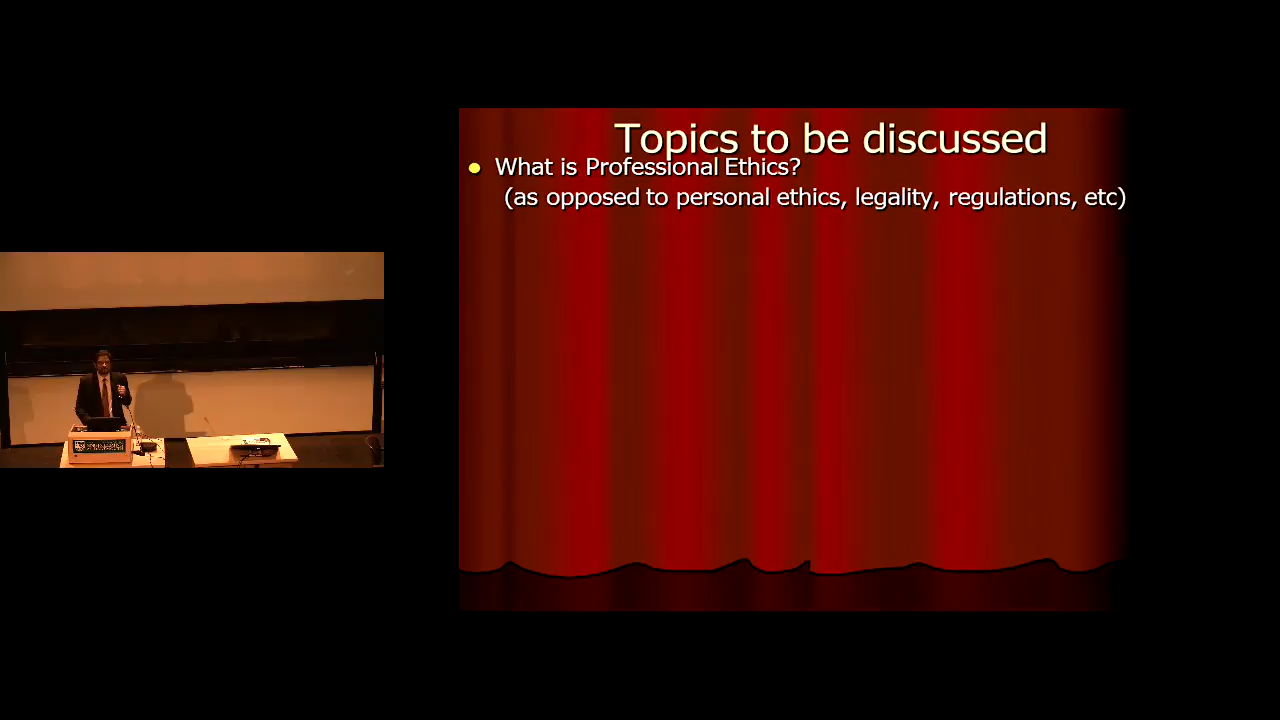 Topics to be discussed
What is Professional Ethics?
(as opposed to personal ethics, legality, regulations, etc)